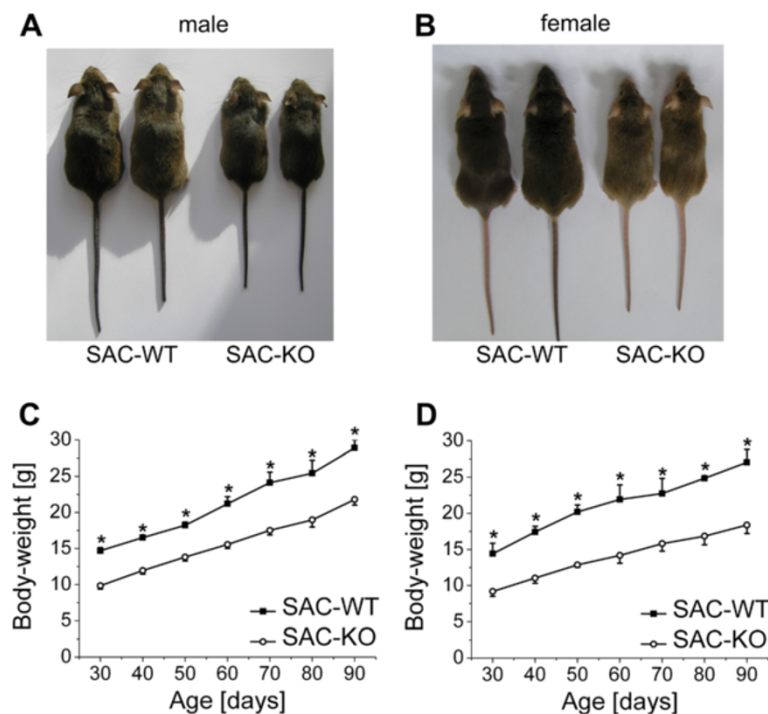 A male
B female
SAC-WT SAC-KO
SAC-WT SAC-KO
C
Body-weight [g]
30
25
20
15
10
5
0
* * * * * * *
SAC-WT
SAC-KO
30 40 50 60 70 80 90
Age [days]
D
Body-weight [g]
30
25
20
15
10
5
0
* * * * * * *
SAC-WT
SAC-KO
30 40 50 60 70 80 90
Age [days]